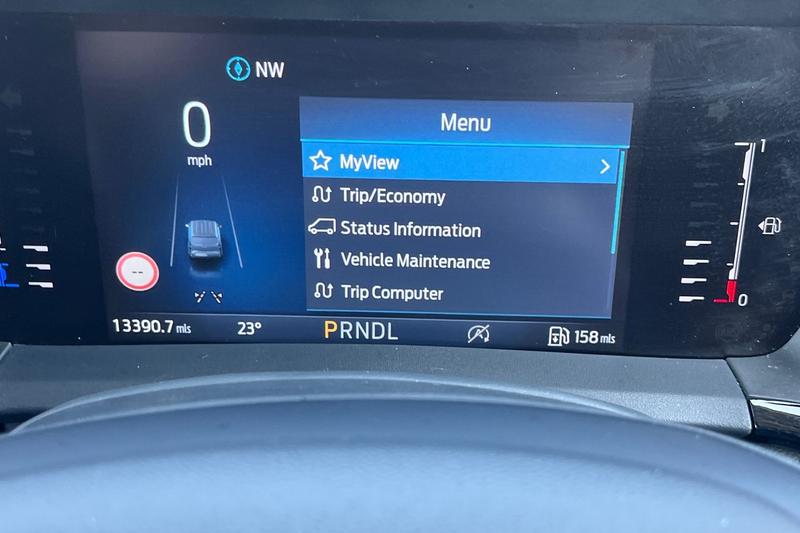 NW
0
mph
Menu
MyView
Trip/Economy
Status Information
Vehicle Maintenance
Trip Computer
--
1
0
13390.7 mls
23°
PRNDL
158 mls